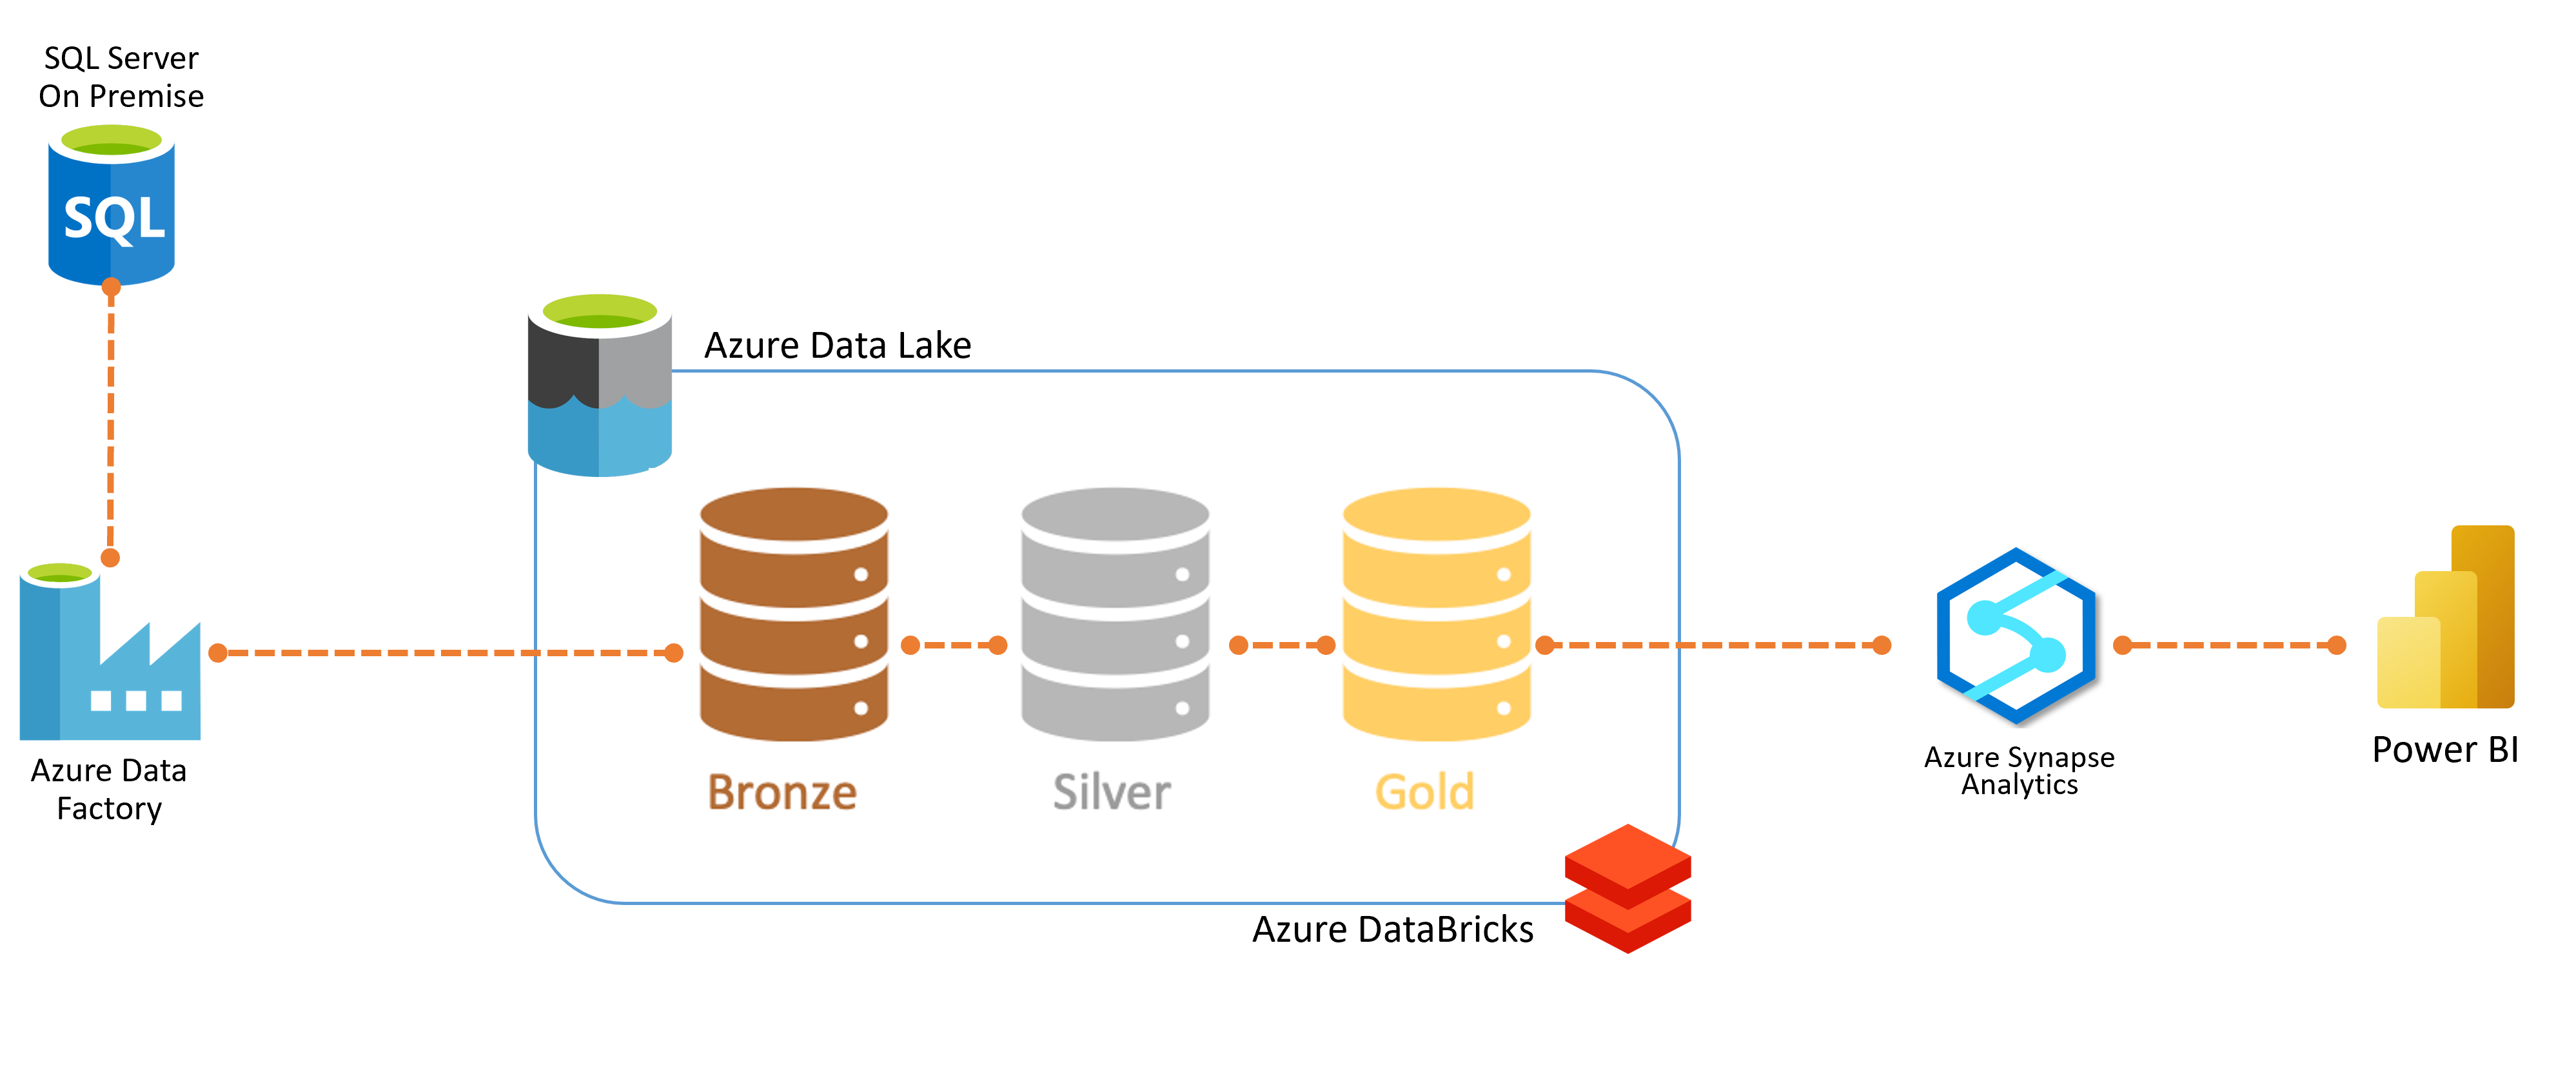 SQL Server
On Premise
SQL
Azure Data Lake
Bronze
Silver
Gold
Azure Data
Factory
Azure DataBricks
Azure Synapse
Analytics
Power BI